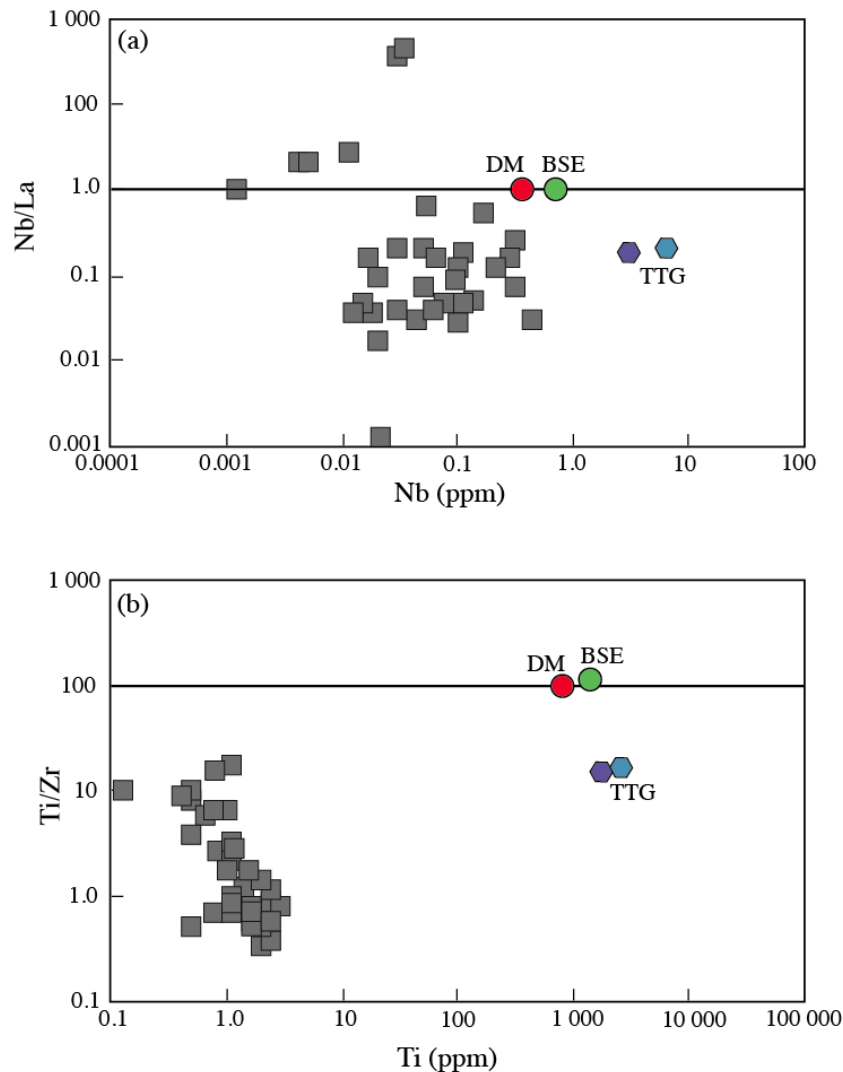 1 000
(a)
100
DM BSE
1.0
Nb/La
TTG
0.1
0.01
0.001
0.0001 0.001 0.01 0.1 1.0 10 100
Nb (ppm)
1 000
(b)
BSE
DM
100
Ti/Zr
10
TTG
1.0
0.1
0.1 1.0 10 100 1 000 10 000 100 000
Ti (ppm)